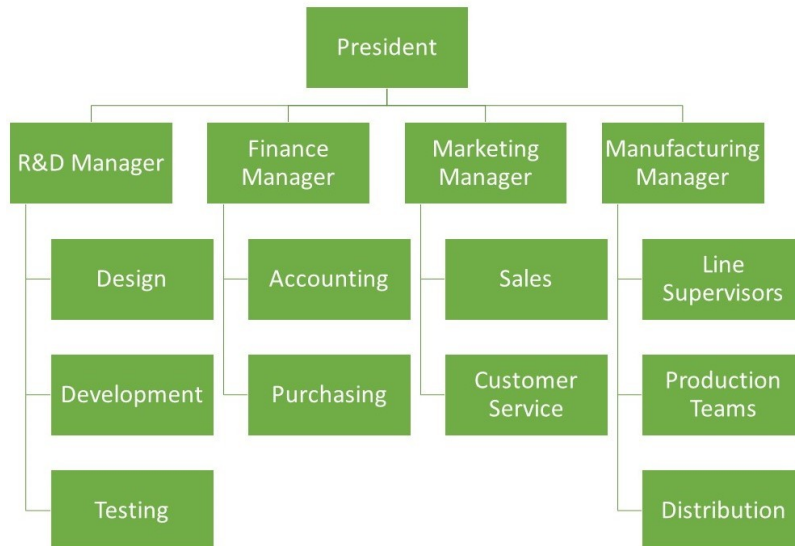 President
R&D Manager
Finance
Manager
Marketing
Manager
Manufacturing
Manager
Design
Accounting
Sales
Line
Supervisors
Development
Purchasing
Customer
Service
Production
Teams
Testing
Distribution